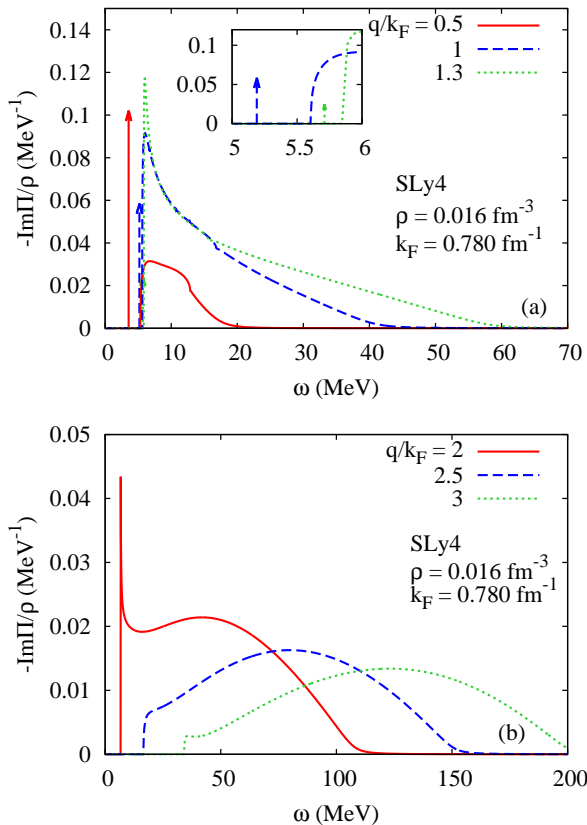 0.14
0.12
0.1
0.08
0.06
0.04
0.02
0
-ImΠ/ρ (MeV⁻¹)
q/k_F = 0.5
1
1.3
0.1
0.05
0
5 5.5 6
SLy4
ρ = 0.016 fm⁻³
k_F = 0.780 fm⁻¹
(a)
0 10 20 30 40 50 60 70
ω (MeV)
0.05
0.04
0.03
0.02
0.01
0
-ImΠ/ρ (MeV⁻¹)
q/k_F = 2
2.5
3
SLy4
ρ = 0.016 fm⁻³
k_F = 0.780 fm⁻¹
(b)
0 50 100 150 200
ω (MeV)